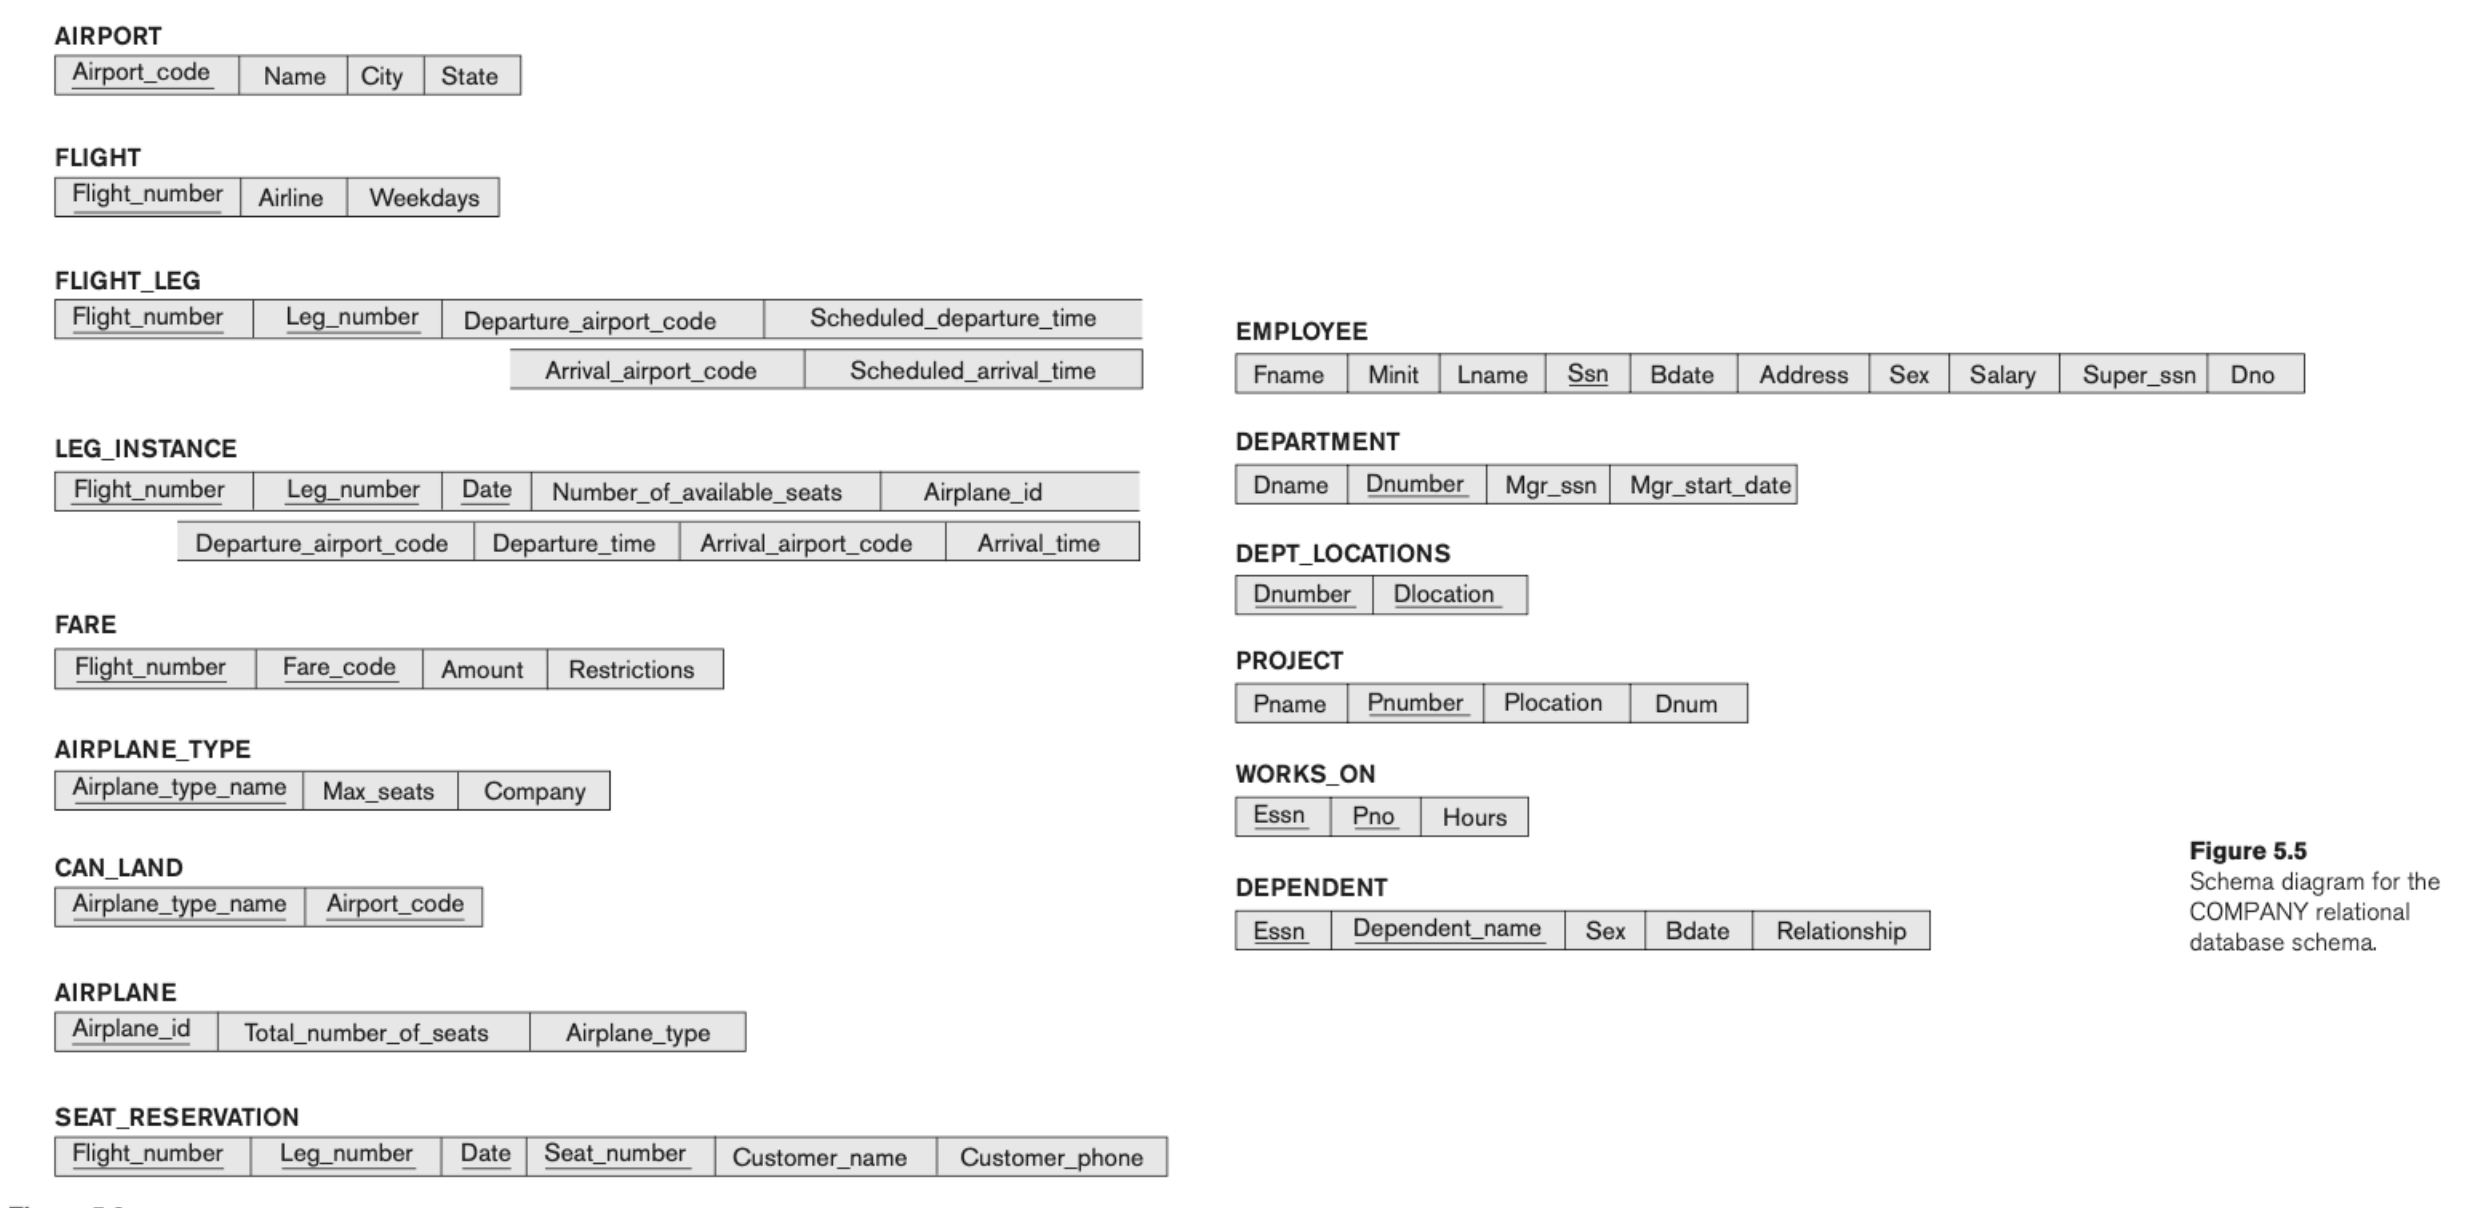 AIRPORT
Airport_code Name City State
FLIGHT
Flight_number Airline Weekdays
FLIGHT_LEG
Flight_number Leg_number Departure_airport_code Scheduled_departure_time
Arrival_airport_code Scheduled_arrival_time
LEG_INSTANCE
Flight_number Leg_number Date Number_of_available_seats Airplane_id
Departure_airport_code Departure_time Arrival_airport_code Arrival_time
FARE
Flight_number Fare_code Amount Restrictions
AIRPLANE_TYPE
Airplane_type_name Max_seats Company
CAN_LAND
Airplane_type_name Airport_code
AIRPLANE
Airplane_id Total_number_of_seats Airplane_type
SEAT_RESERVATION
Flight_number Leg_number Date Seat_number Customer_name Customer_phone
EMPLOYEE
Fname Minit Lname Ssn Bdate Address Sex Salary Super_ssn Dno
DEPARTMENT
Dname Dnumber Mgr_ssn Mgr_start_date
DEPT_LOCATIONS
Dnumber Dlocation
PROJECT
Pname Pnumber Plocation Dnum
WORKS_ON
Essn Pno Hours
DEPENDENT
Essn Dependent_name Sex Bdate Relationship
Figure 5.5
Schema diagram for the
COMPANY relational
database schema.